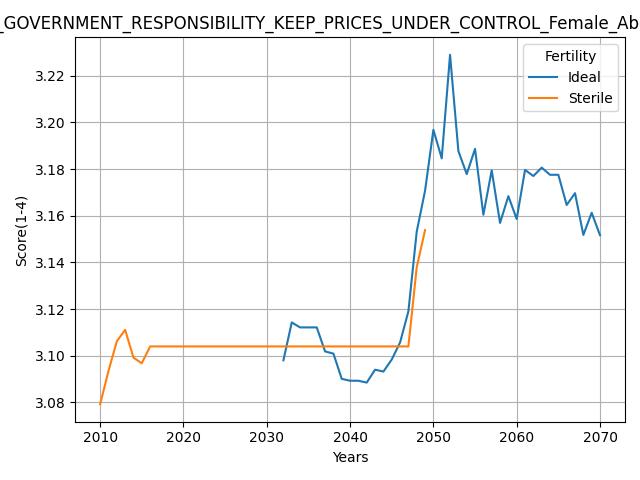 _GOVERNMENT_RESPONSIBILITY_KEEP_PRICES_UNDER_CONTROL_Female_Ab
Fertility
Ideal
Sterile
Score(1-4)
3.22
3.20
3.18
3.16
3.14
3.12
3.10
3.08
2010 2020 2030 2040 2050 2060 2070
Years